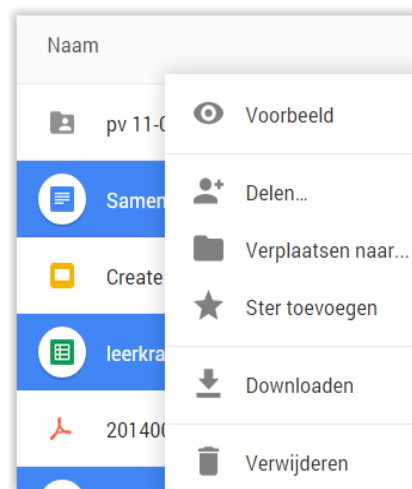 Naam
pv 11-0
Voorbeeld
Samen
Delen...
Verplaatsen naar...
Create
Ster toevoegen
leerkra
Downloaden
201400
Verwijderen